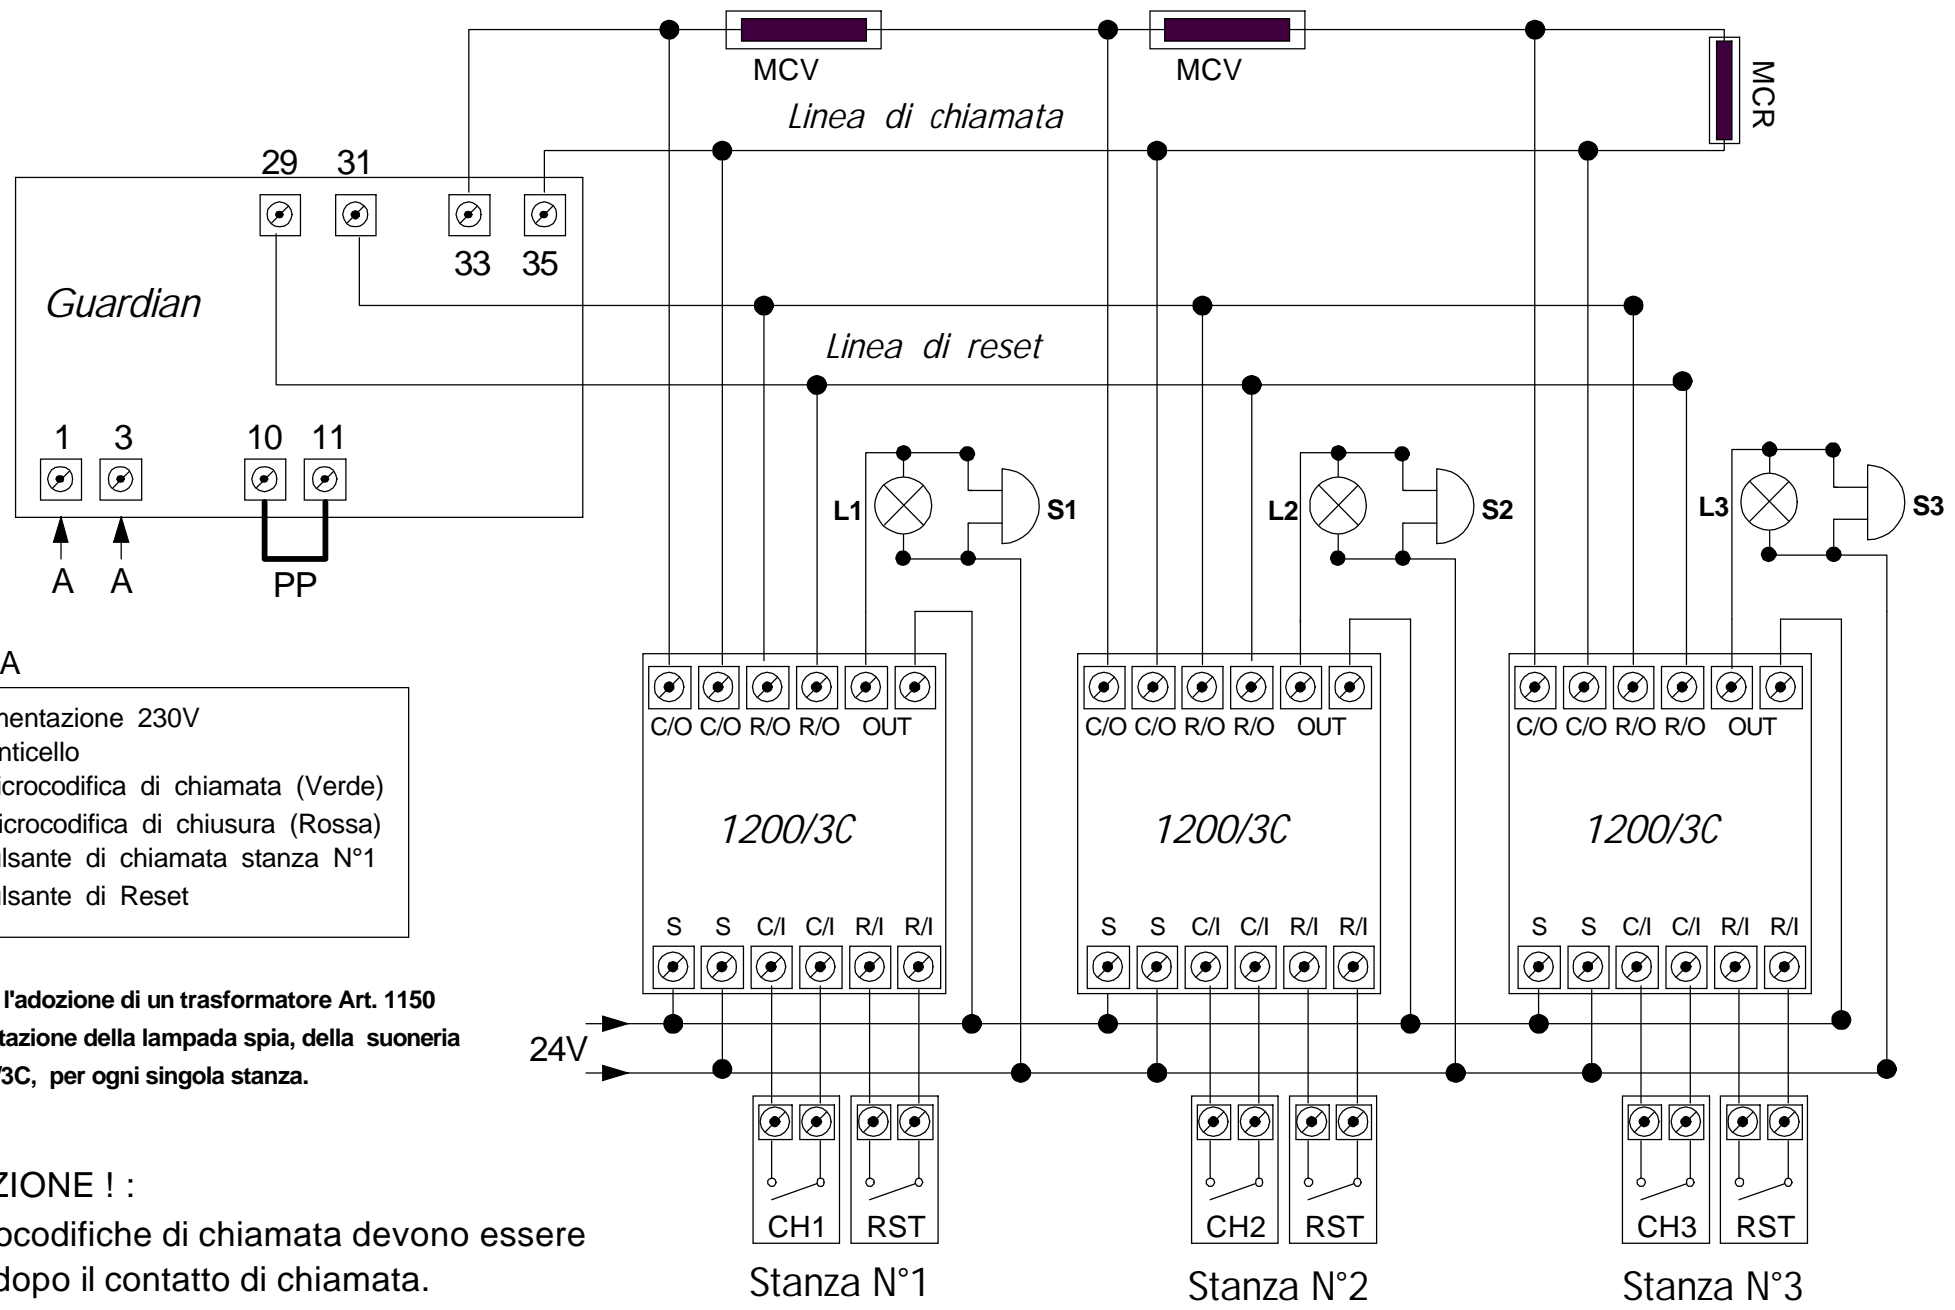 MCV
MCV
MCR
Linea di chiamata
29 31
33 35
Guardian
Linea di reset
1 3 10 11
L1 S1 L2 S2 L3 S3
A A PP
A
mentazione 230V
nticello
icrocodifica di chiamata (Verde)
icrocodifica di chiusura (Rossa)
ulsante di chiamata stanza N°1
ulsante di Reset
C/O C/O R/O R/O OUT
C/O C/O R/O R/O OUT
C/O C/O R/O R/O OUT
1200/3C
1200/3C
1200/3C
S S C/I C/I R/I R/I
S S C/I C/I R/I R/I
S S C/I C/I R/I R/I
l'adozione di un trasformatore Art. 1150
tazione della lampada spia, della suoneria
/3C, per ogni singola stanza.
24V
ZIONE ! :
ocodifiche di chiamata devono essere
dopo il contatto di chiamata.
CH1 RST
CH2 RST
CH3 RST
Stanza N°1
Stanza N°2
Stanza N°3